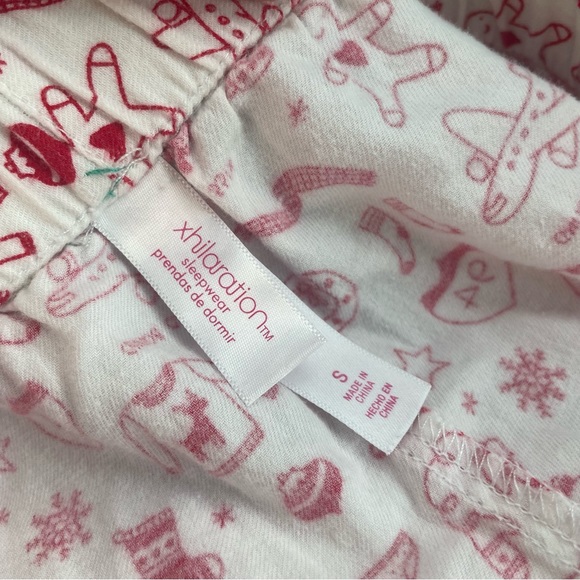 xhilaration™
sleepwear
prendas de dormir
S
MADE IN
CHINA
HECHO EN
CHINA